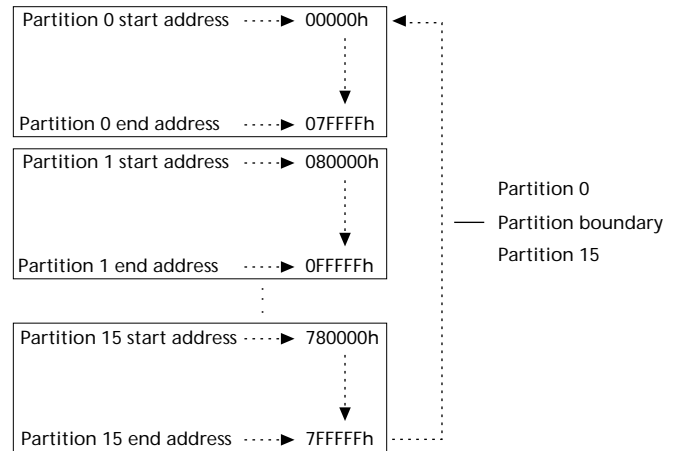 Partition 0 start address 00000h
Partition 0 end address 07FFFFh
Partition 1 start address 080000h
Partition 1 end address 0FFFFFh
Partition 15 start address 780000h
Partition 15 end address 7FFFFFh
Partition 0
Partition boundary
Partition 15